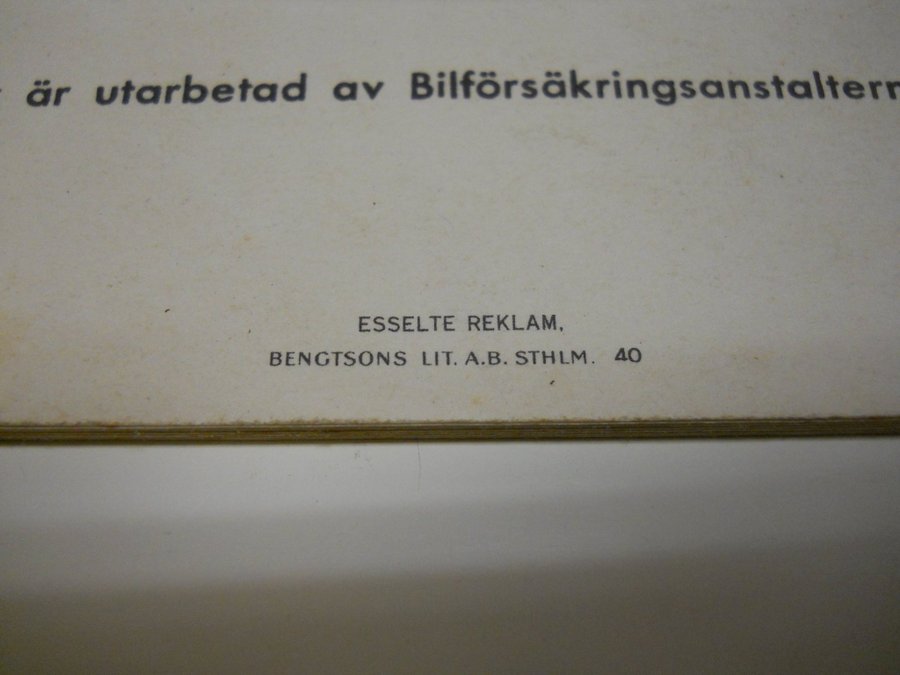 är utarbetad av Bilförsäkringsanstaltern
ESSELTE REKLAM,
BENGTSONS LIT. A.B. STHLM. 40